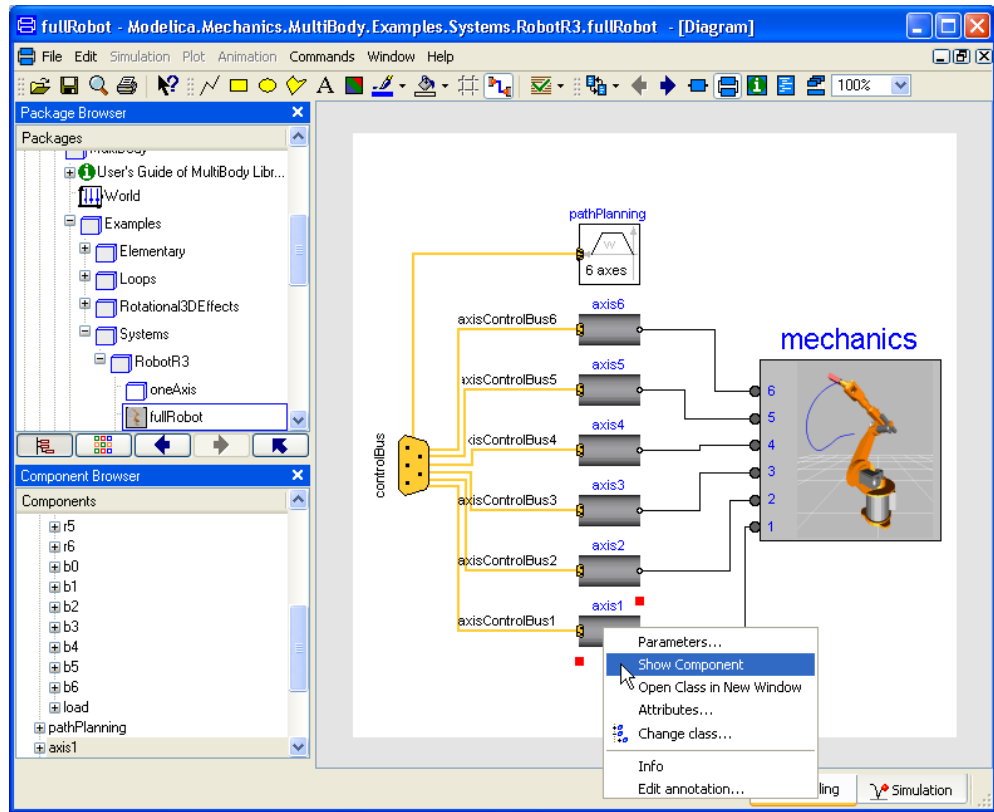 fullRobot - Modelica.Mechanics.MultiBody.Examples.Systems.RobotR3.fullRobot - [Diagram]
File Edit Simulation Plot Animation Commands Window Help
A 100%
Package Browser
Packages
User's Guide of MultiBody Libr...
World
Examples
Elementary
Loops
Rotational3DEffects
Systems
RobotR3
oneAxis
fullRobot
Component Browser
Components
r5
r6
b0
b1
b2
b3
b4
b5
b6
load
pathPlanning
axis1
pathPlanning
w
6 axes
axis6
axisControlBus6
axis5
axisControlBus5
axis4
axisControlBus4
axis3
axisControlBus3
axis2
axisControlBus2
axis1
axisControlBus1
controlBus
mechanics
6
5
4
3
2
1
Parameters...
Show Component
Open Class in New Window
Attributes...
Change class...
Info
Edit annotation...
ling
Simulation